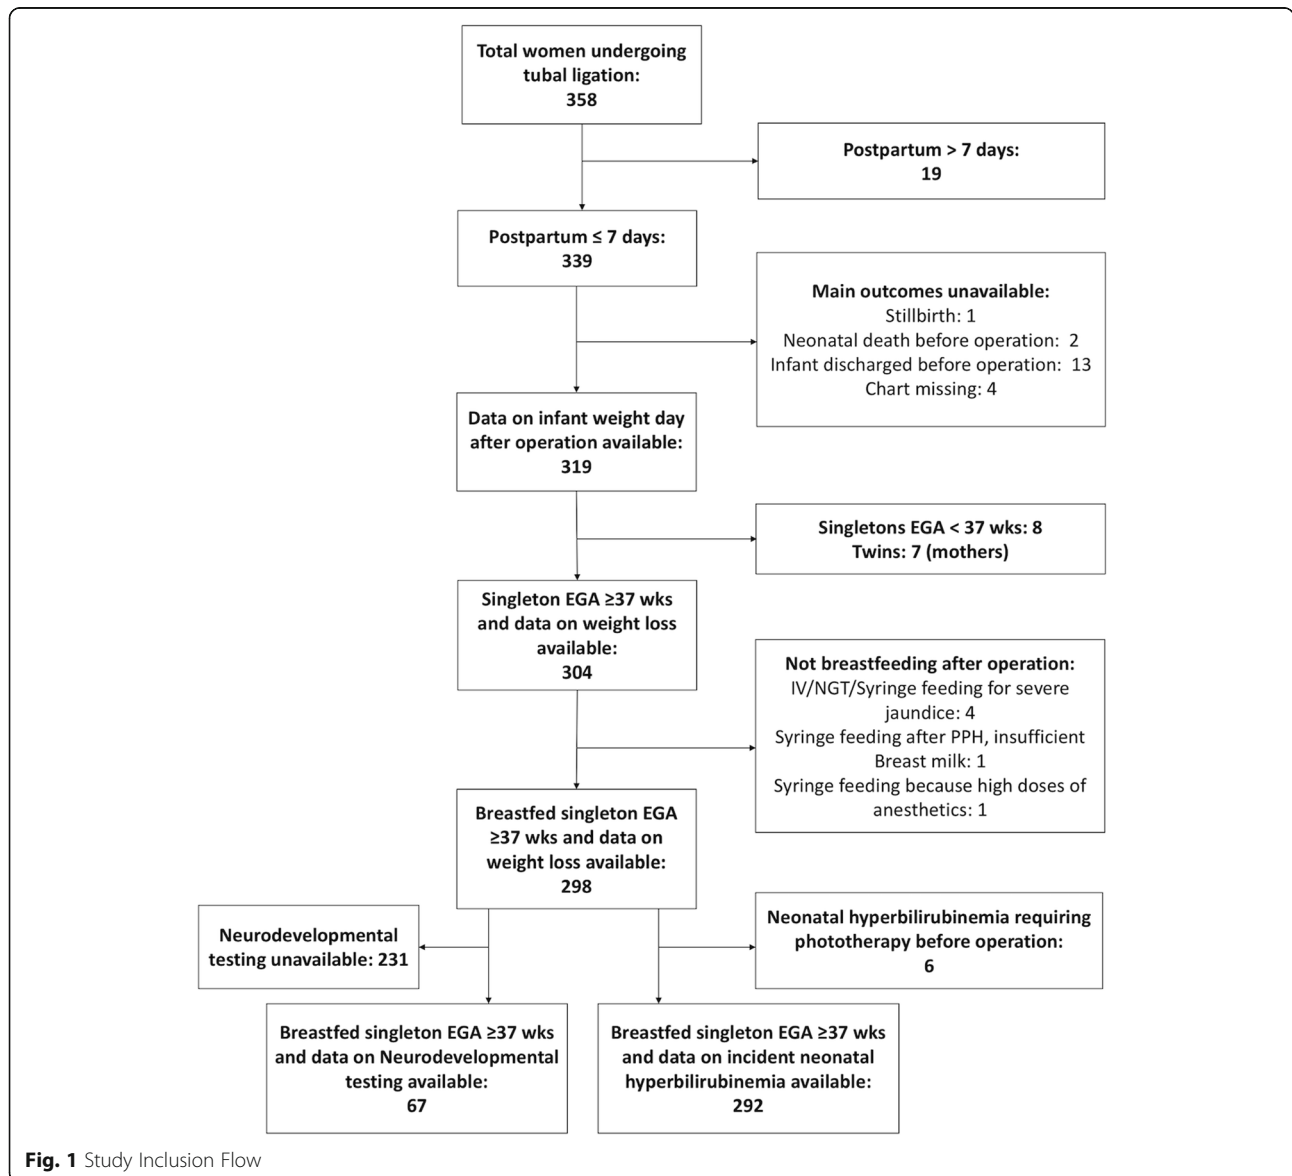 Total women undergoing
tubal ligation:
358
Postpartum > 7 days:
19
Postpartum ≤ 7 days:
339
Main outcomes unavailable:
Stillbirth: 1
Neonatal death before operation:  2
Infant discharged before operation:  13
Chart missing: 4
Data on infant weight day
after operation available:
319
Singletons EGA < 37 wks: 8
Twins: 7 (mothers)
Singleton EGA ≥37 wks
and data on weight loss
available:
304
Not breastfeeding after operation:
IV/NGT/Syringe feeding for severe
jaundice: 4
Syringe feeding after PPH, insufficient
Breast milk: 1
Syringe feeding because high doses of
anesthetics: 1
Breastfed singleton EGA
≥37 wks and data on
weight loss available:
298
Neurodevelopmental
testing unavailable: 231
Neonatal hyperbilirubinemia requiring
phototherapy before operation:
6
Breastfed singleton EGA ≥37 wks
and data on Neurodevelopmental
testing available:
67
Breastfed singleton EGA ≥37 wks
and data on incident neonatal
hyperbilirubinemia available:
292
Fig. 1 Study Inclusion Flow